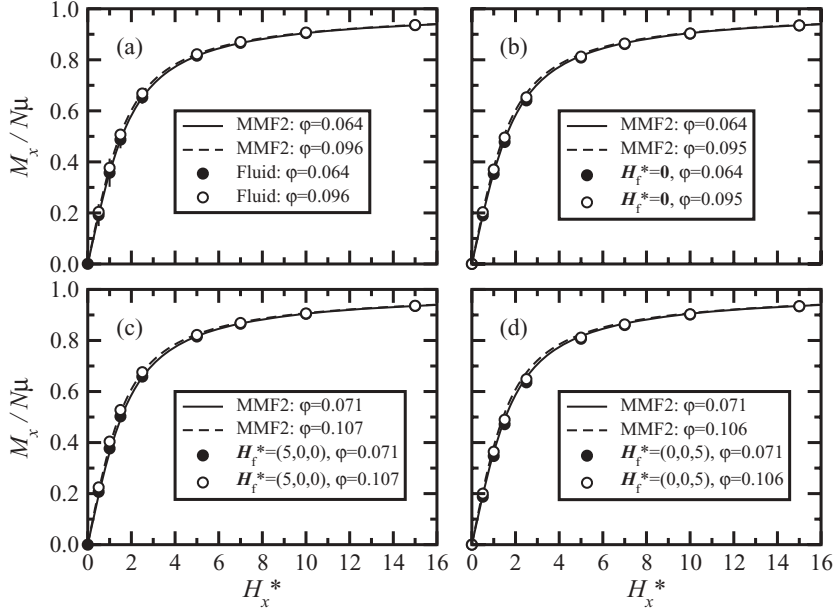 1.0
0.8
0.6
0.4
0.2
0.0
M_x / Nμ
(a)
MMF2: φ=0.064
MMF2: φ=0.096
Fluid: φ=0.064
Fluid: φ=0.096
(b)
MMF2: φ=0.064
MMF2: φ=0.095
H_f*=0, φ=0.064
H_f*=0, φ=0.095
1.0
0.8
0.6
0.4
0.2
0.0
M_x / Nμ
(c)
MMF2: φ=0.071
MMF2: φ=0.107
H_f*=(5,0,0), φ=0.071
H_f*=(5,0,0), φ=0.107
0 2 4 6 8 10 12 14 16
H_x*
(d)
MMF2: φ=0.071
MMF2: φ=0.106
H_f*=(0,0,5), φ=0.071
H_f*=(0,0,5), φ=0.106
0 2 4 6 8 10 12 14 16
H_x*